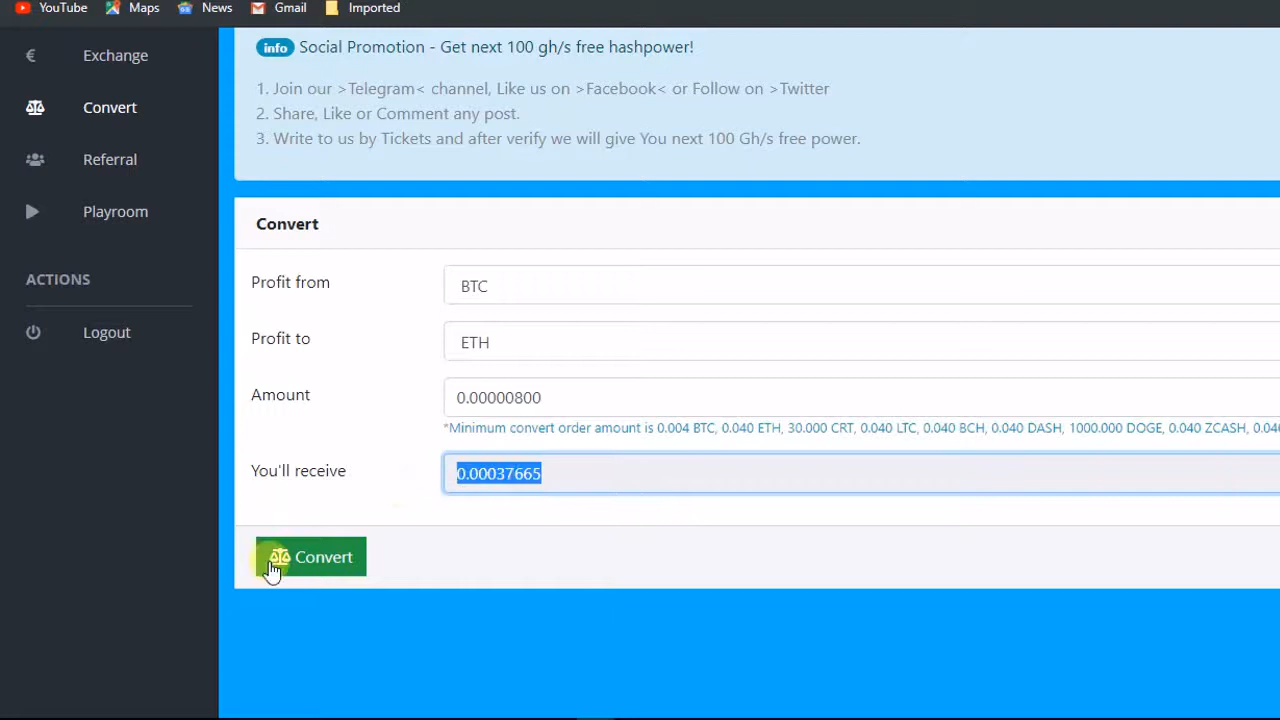 YouTube Maps News Gmail Imported
€ Exchange
Convert
Referral
Playroom
ACTIONS
Logout
info Social Promotion - Get next 100 gh/s free hashpower!
1. Join our >Telegram< channel, Like us on >Facebook< or Follow on >Twitter
2. Share, Like or Comment any post.
3. Write to us by Tickets and after verify we will give You next 100 Gh/s free power.
Convert
Profit from BTC
Profit to ETH
Amount 0.00000800
*Minimum convert order amount is 0.004 BTC, 0.040 ETH, 30.000 CRT, 0.040 LTC, 0.040 BCH, 0.040 DASH, 1000.000 DOGE, 0.040 ZCASH,
You'll receive 0.00037665
Convert